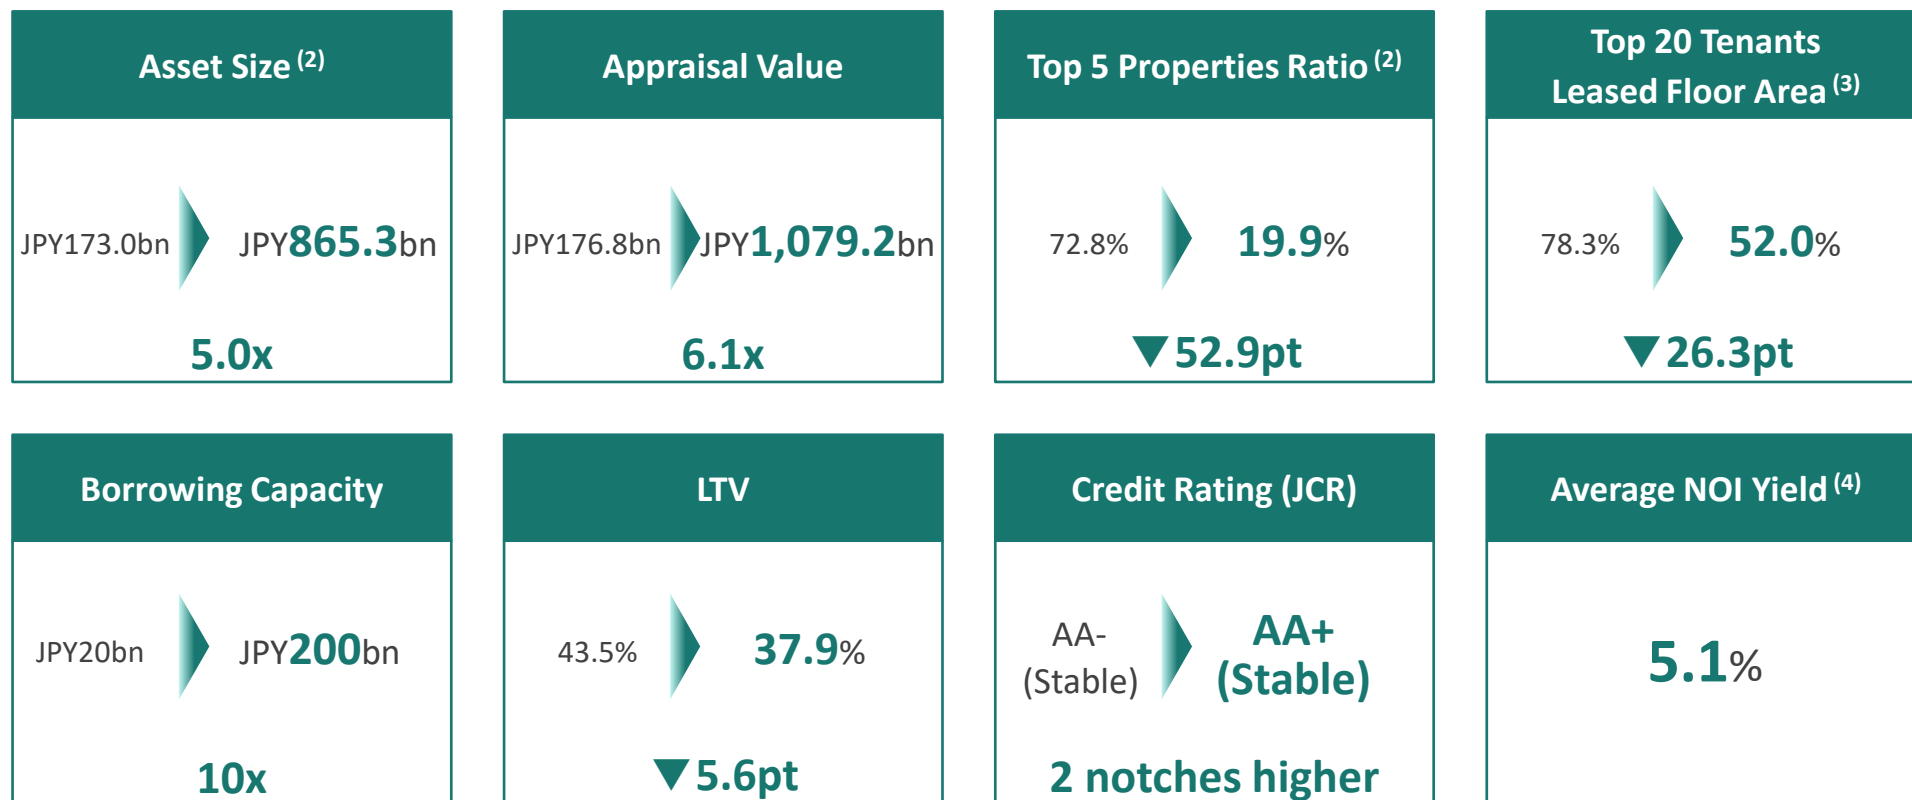 Asset Size (2)
JPY173.0bn JPY865.3bn
5.0x
Appraisal Value
JPY176.8bn JPY1,079.2bn
6.1x
Top 5 Properties Ratio (2)
72.8% 19.9%
▼52.9pt
Top 20 Tenants
Leased Floor Area (3)
78.3% 52.0%
▼26.3pt
Borrowing Capacity
JPY20bn JPY200bn
10x
LTV
43.5% 37.9%
▼5.6pt
Credit Rating (JCR)
AA- AA+
(Stable) (Stable)
2 notches higher
Average NOI Yield (4)
5.1%